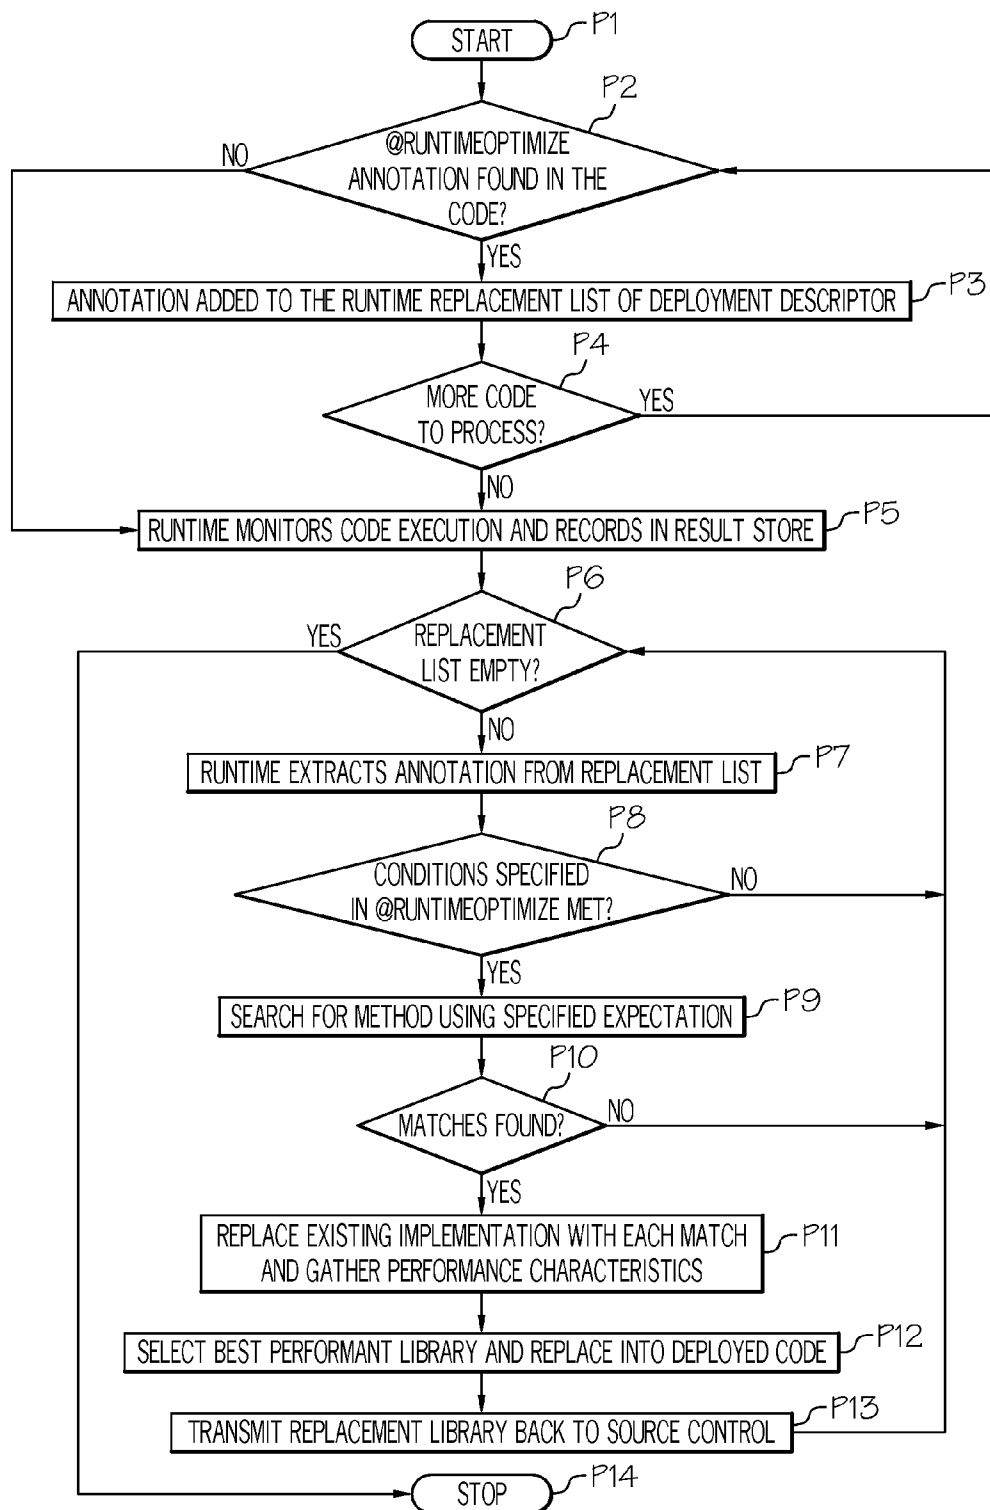 START
P1
P2
@RUNTIMEOPTIMIZE
ANNOTATION FOUND IN THE
CODE?
NO
YES
ANNOTATION ADDED TO THE RUNTIME REPLACEMENT LIST OF DEPLOYMENT DESCRIPTOR
P3
P4
MORE CODE
TO PROCESS?
YES
NO
RUNTIME MONITORS CODE EXECUTION AND RECORDS IN RESULT STORE
P5
P6
YES
REPLACEMENT
LIST EMPTY?
NO
RUNTIME EXTRACTS ANNOTATION FROM REPLACEMENT LIST
P7
P8
CONDITIONS SPECIFIED
IN @RUNTIMEOPTIMIZE MET?
NO
YES
SEARCH FOR METHOD USING SPECIFIED EXPECTATION
P9
P10
MATCHES FOUND?
NO
YES
REPLACE EXISTING IMPLEMENTATION WITH EACH MATCH
AND GATHER PERFORMANCE CHARACTERISTICS
P11
SELECT BEST PERFORMANT LIBRARY AND REPLACE INTO DEPLOYED CODE
P12
TRANSMIT REPLACEMENT LIBRARY BACK TO SOURCE CONTROL
P13
STOP
P14